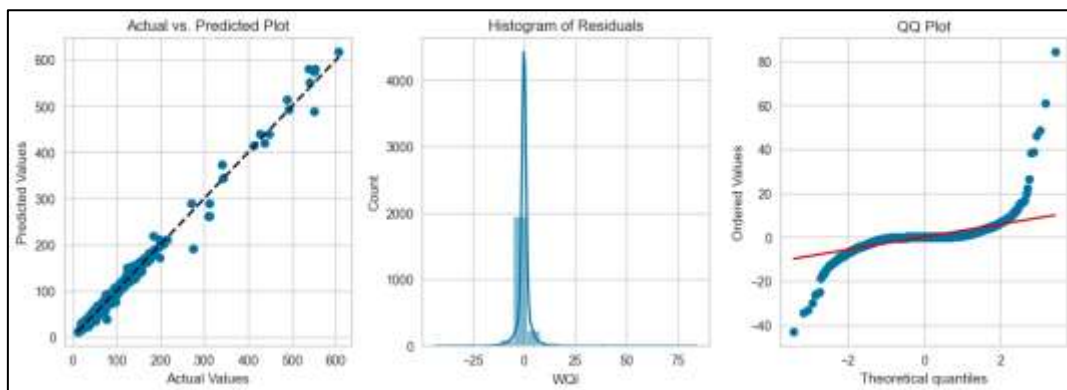 Actual vs. Predicted Plot
600
500
400
300
200
100
0
Predicted Values
0 100 200 300 400 500 600
Actual Values
Histogram of Residuals
4000
3000
2000
1000
0
Count
−25 0 25 50 75
WQI
QQ Plot
80
60
40
20
0
−20
−40
Ordered Values
−2 0 2
Theoretical quantiles